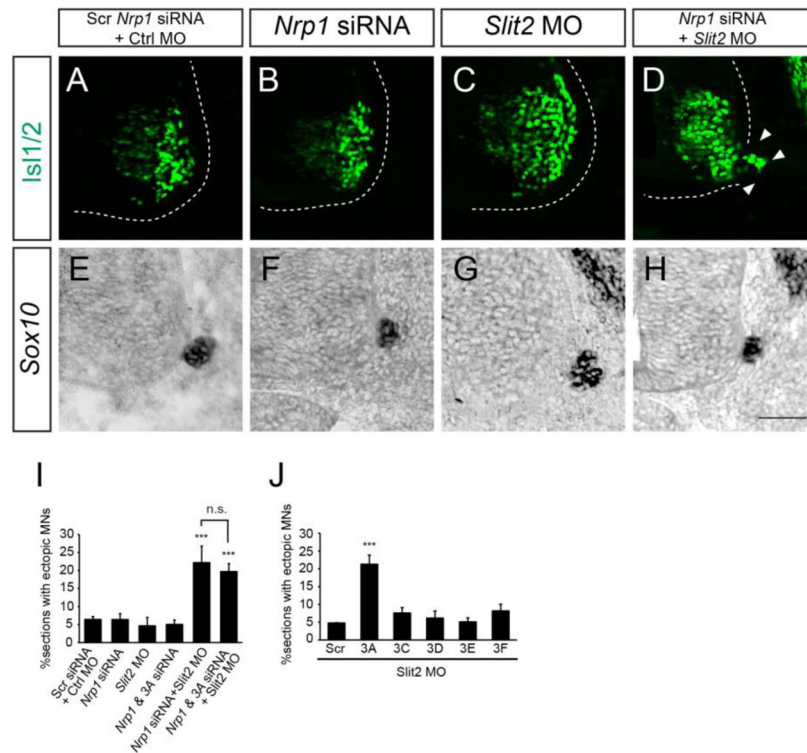 Scr Nrp1 siRNA
+ Ctrl MO
Nrp1 siRNA
Slit2 MO
Nrp1 siRNA
+ Slit2 MO
Isl1/2
A
B
C
D
Sox10
E
F
G
H
I
%sections with ectopic MNs
30
25
20
15
10
5
0
n.s.
***
***
Scr siRNA
+ Ctrl MO
Nrp1 siRNA
Slit2 MO
Nrp1 & 3A siRNA
Nrp1 siRNA+Slit2 MO
Nrp1 & 3A siRNA
+ Slit2 MO
J
%sections with ectopic MNs
30
25
20
15
10
5
0
***
Scr 3A 3C 3D 3E 3F
Slit2 MO